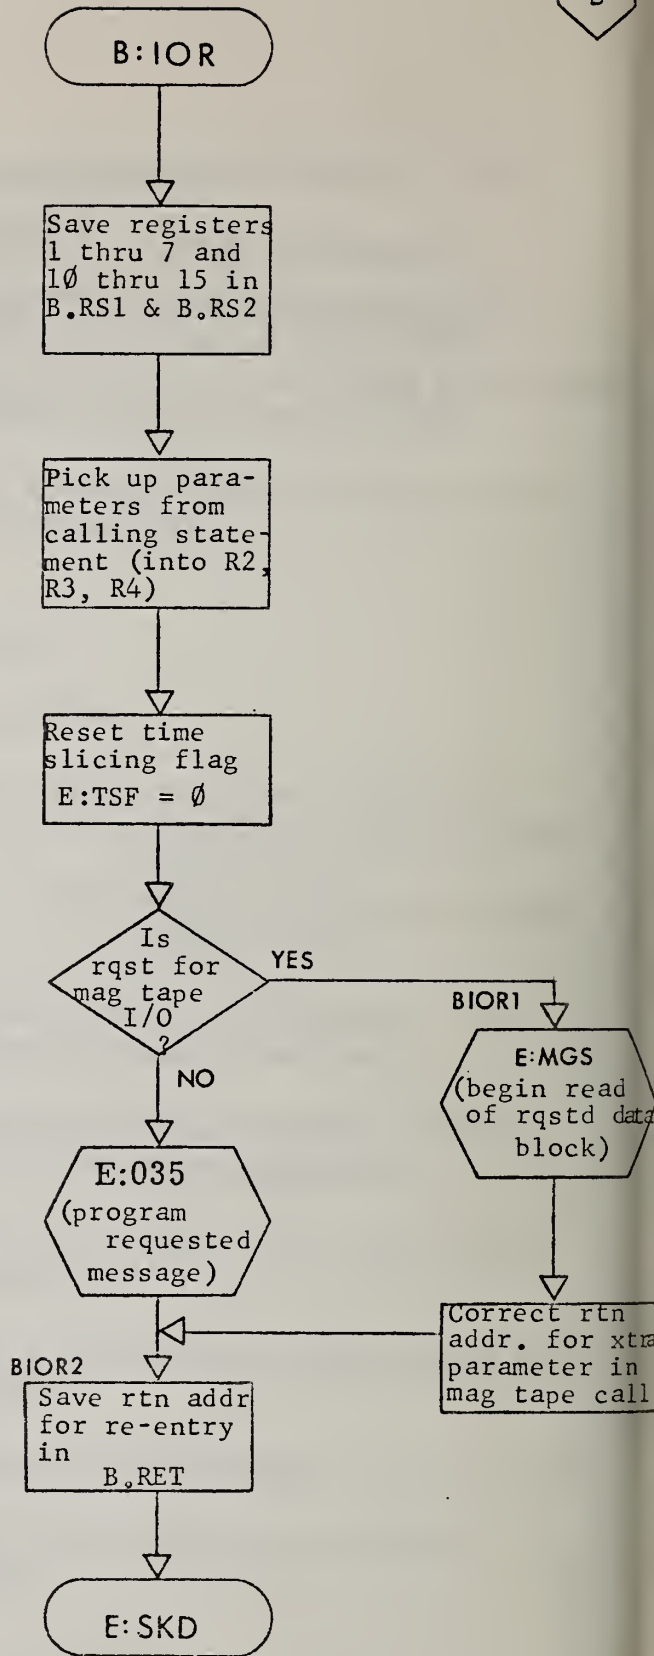 B:IOR
Save registers
1 thru 7 and
1Ø thru 15 in
B.RS1 & B.RS2
Pick up para-
meters from
calling state-
ment (into R2,
R3, R4)
Reset time
slicing flag
E:TSF = Ø
Is
rqst for
mag tape
I/O
?
YES
NO
BIOR1
E:MGS
(begin read
of rqstd data
block)
E:035
(program
requested
message)
Correct rtn
addr. for xtra
parameter in
mag tape call
BIOR2
Save rtn addr
for re-entry
in
B.RET
E:SKD